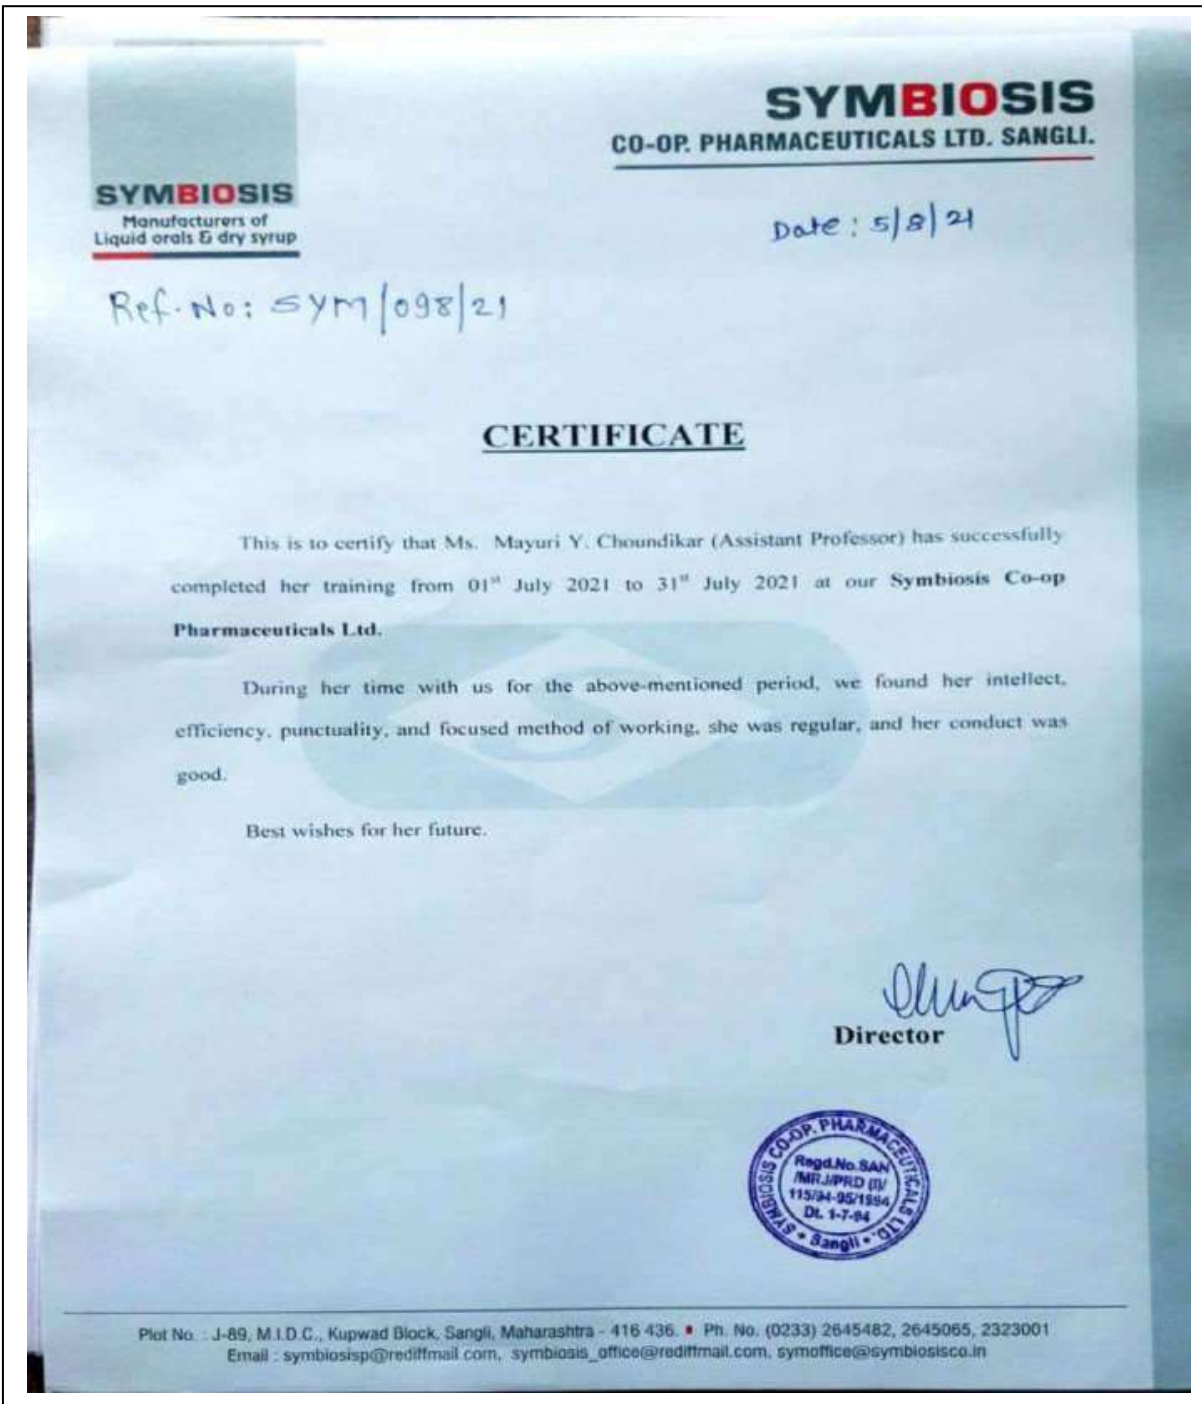 SYMBIOSIS
CO-OP. PHARMACEUTICALS LTD. SANGLI.
SYMBIOSIS
Manufacturers of
Liquid orals & dry syrup
Date: 5/8/21
Ref. No: SYM/098/21
CERTIFICATE
This is to certify that Ms. Mayuri Y. Choundikar (Assistant Professor) has successfully
completed her training from 01st July 2021 to 31st July 2021 at our Symbiosis Co-op
Pharmaceuticals Ltd.
During her time with us for the above-mentioned period, we found her intellect,
efficiency, punctuality, and focused method of working, she was regular, and her conduct was
good.
Best wishes for her future.
Director
SYMBIOSIS CO-OP. PHARMACEUTICALS LTD.
Regd.No.SAN
/MRJ/PRD (I)/
115/94-95/1994
Dt. 1-7-94
Sangli
Plot No. : J-89, M.I.D.C., Kupwad Block, Sangli, Maharashtra - 416 436. ▪ Ph. No. (0233) 2645482, 2645065, 2323001
Email : symbiosisp@rediffmail.com, symbiosis_office@rediffmail.com, symoffice@symbiosisco.in